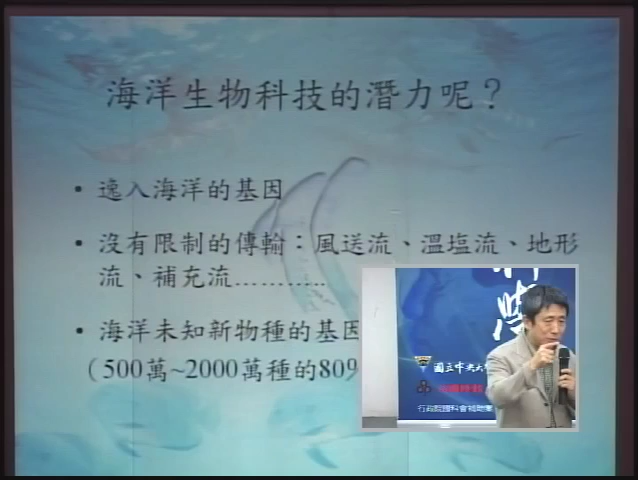 海洋生物科技的潛力呢？
• 逸入海洋的基因
• 沒有限制的傳輸：風送流、溫塩流、地形
流、補充流………..
• 海洋未知新物種的基因
（500萬~2000萬種的80
國立中央大
行政院國科會補助